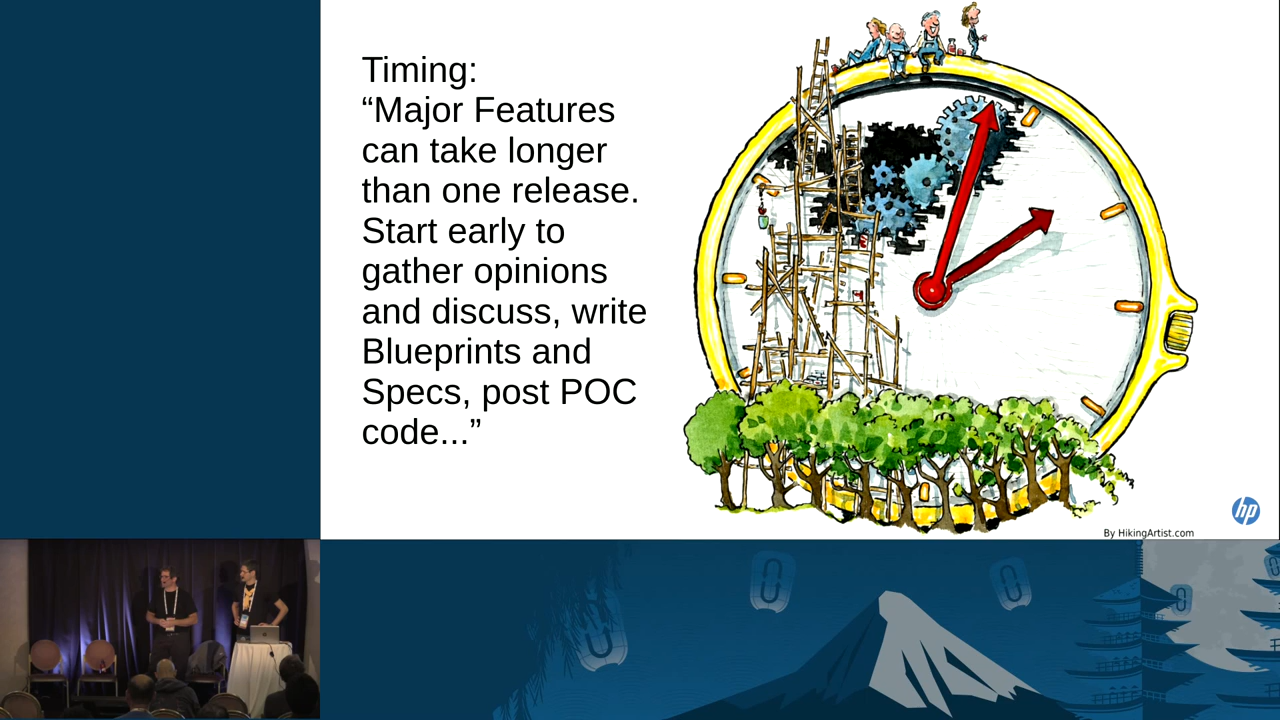 Timing:
“Major Features
can take longer
than one release.
Start early to
gather opinions
and discuss, write
Blueprints and
Specs, post POC
code...”
hp
By HikingArtist.com